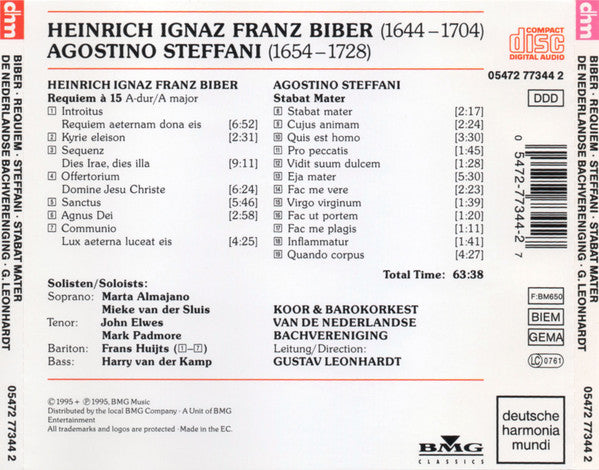 dhm
BIBER · REQUIEM · STEFFANI · STABAT MATER
DE NEDERLANDSE BACHVERENIGING · G. LEONHARDT
05472 77344 2
HEINRICH IGNAZ FRANZ BIBER (1644–1704)
AGOSTINO STEFFANI (1654–1728)
COMPACT
disc
DIGITAL AUDIO
05472 77344 2
DDD
HEINRICH IGNAZ FRANZ BIBER
Requiem à 15 A-dur/A major
1 Introitus
Requiem aeternam dona eis [6:52]
2 Kyrie eleison [2:31]
3 Sequenz
Dies Irae, dies illa [9:11]
4 Offertorium
Domine Jesu Christe [6:24]
5 Sanctus [5:46]
6 Agnus Dei [2:58]
7 Communio
Lux aeterna luceat eis [4:25]
AGOSTINO STEFFANI
Stabat Mater
8 Stabat mater [2:17]
9 Cujus animam [2:24]
10 Quis est homo [3:30]
11 Pro peccatis [1:45]
12 Vidit suum dulcem [1:28]
13 Eja mater [5:30]
14 Fac me vere [2:23]
15 Virgo virginum [1:39]
16 Fac ut portem [1:20]
17 Fac me plagis [1:11]
18 Inflammatur [1:41]
19 Quando corpus [4:27]
Total Time: 63:38
0 5472-77344-2 7
Solisten/Soloists:
Soprano: Marta Almajano
Mieke van der Sluis
Tenor: John Elwes
Mark Padmore
Bariton: Frans Huijts (1–7)
Bass: Harry van der Kamp
KOOR & BAROKORKEST
VAN DE NEDERLANDSE
BACHVERENIGING
Leitung/Direction:
GUSTAV LEONHARDT
F:BM650
BIEM
GEMA
LC 0761
© 1995 + ℗ 1995, BMG Music
Distributed by the local BMG Company · A Unit of BMG
Entertainment
All trademarks and logos are protected · Made in the EC.
BMG
CLASSICS
deutsche
harmonia
mundi
dhm
BIBER · REQUIEM · STEFFANI · STABAT MATER
DE NEDERLANDSE BACHVERENIGING · G. LEONHARDT
05472 77344 2